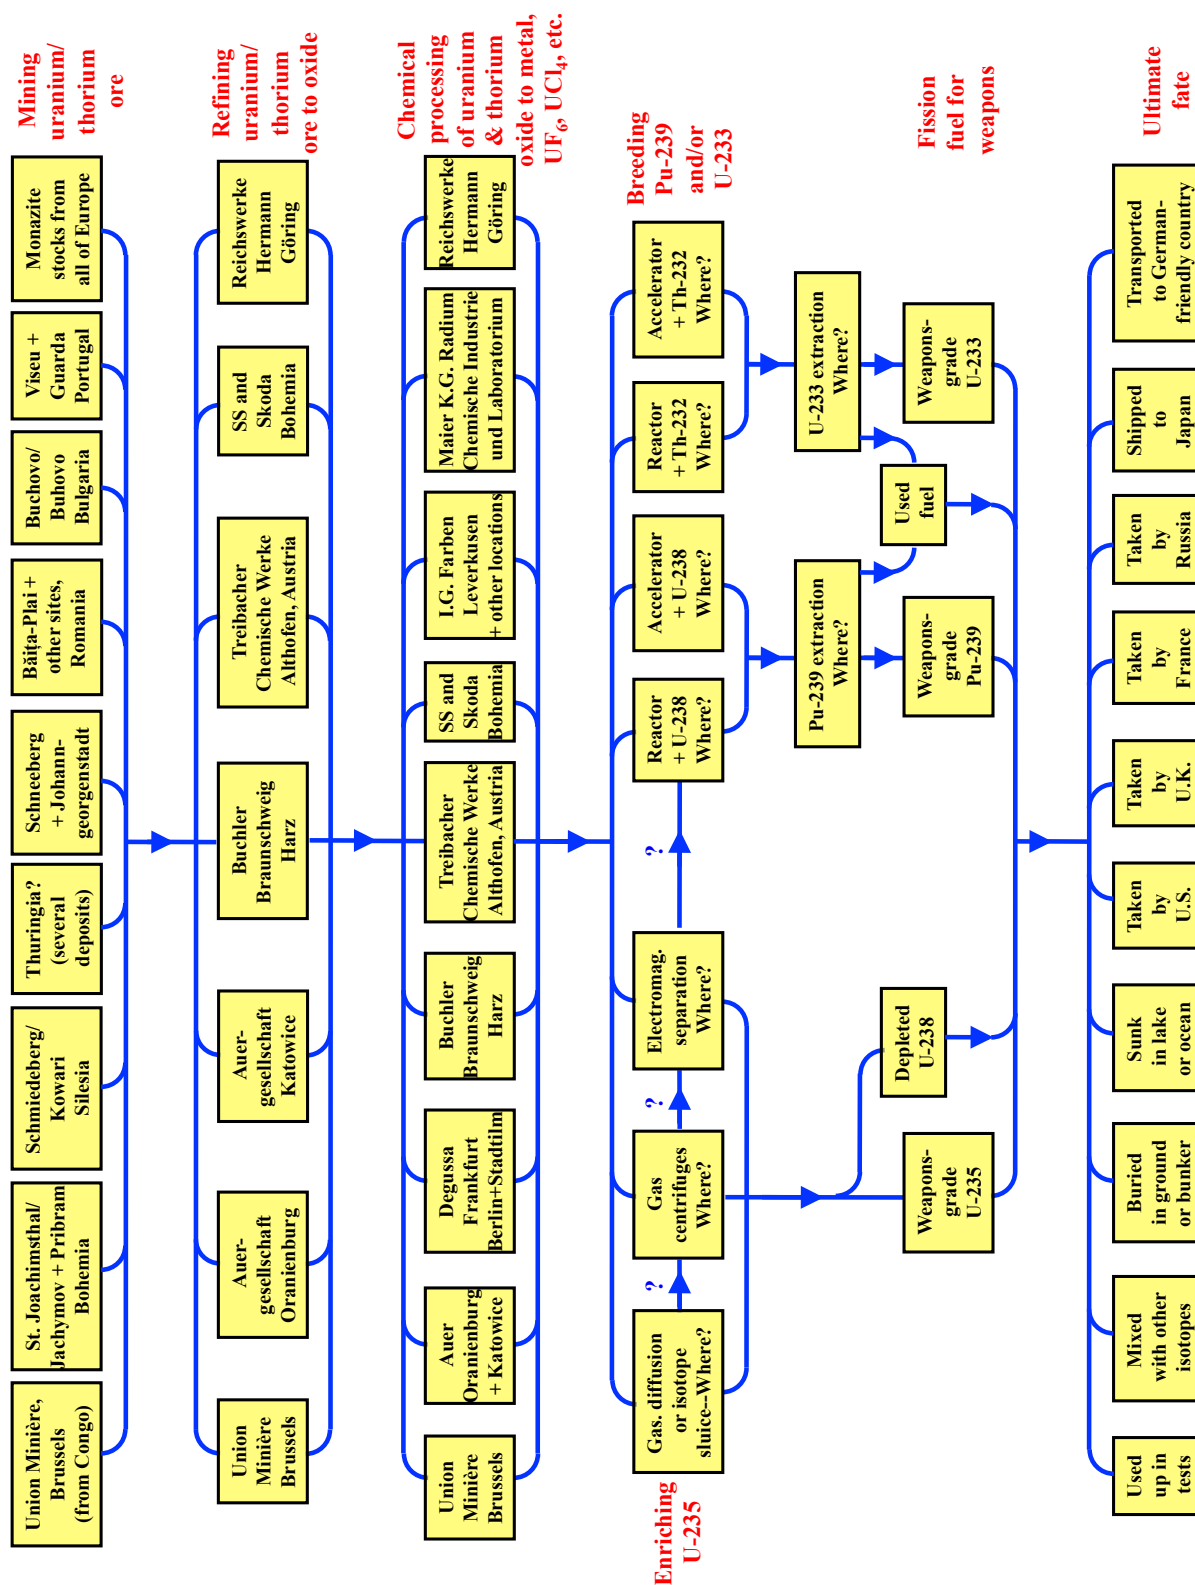 Mining
uranium/
thorium
ore
Union Minière,
Brussels
(from Congo)
St. Joachimsthal/
Jachymov + Pribram
Bohemia
Schmiedeberg/
Kowari
Silesia
Thuringia?
(several
deposits)
Schneeberg
+ Johann-
georgenstadt
Băița-Plai +
other sites,
Romania
Buchovo/
Buhovo
Bulgaria
Viseu +
Guarda
Portugal
Monazite
stocks from
all of Europe
Refining
uranium/
thorium
ore to oxide
Union
Minière
Brussels
Auer-
gesellschaft
Oranienburg
Auer-
gesellschaft
Katowice
Buchler
Braunschweig
Harz
Treibacher
Chemische Werke
Althofen, Austria
SS and
Skoda
Bohemia
Reichswerke
Hermann
Göring
Chemical
processing
of uranium
& thorium
oxide to metal,
UF6, UCl4, etc.
Union
Minière
Brussels
Auer
Oranienburg
+ Katowice
Degussa
Frankfurt
Berlin+Stadtilm
Buchler
Braunschweig
Harz
Treibacher
Chemische Werke
Althofen, Austria
SS and
Skoda
Bohemia
I.G. Farben
Leverkusen
+ other locations
Maier K.G. Radium
Chemische Industrie
und Laboratorium
Reichswerke
Hermann
Göring
Enriching
U-235
Gas. diffusion
or isotope
sluice--Where?
?
Gas
centrifuges
Where?
?
Electromag.
separation
Where?
?
Reactor
+ U-238
Where?
Accelerator
+ U-238
Where?
Reactor
+ Th-232
Where?
Accelerator
+ Th-232
Where?
Breeding
Pu-239
and/or
U-233
Pu-239 extraction
Where?
U-233 extraction
Where?
Depleted
U-238
Used
fuel
Weapons-
grade
U-235
Weapons-
grade
Pu-239
Weapons-
grade
U-233
Fission
fuel for
weapons
Used
up in
tests
Mixed
with other
isotopes
Buried
in ground
or bunker
Sunk
in lake
or ocean
Taken
by
U.S.
Taken
by
U.K.
Taken
by
France
Taken
by
Russia
Shipped
to
Japan
Transported
to German-
friendly country
Ultimate
fate